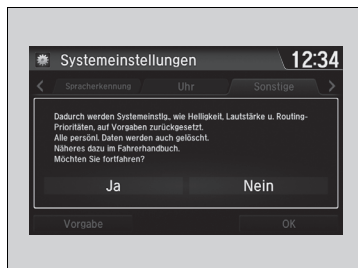 Systemeinstellungen
12:34
Spracherkennung Uhr Sonstige
Dadurch werden Systemeinstlg., wie Helligkeit, Lautstärke u. Routing-
Prioritäten, auf Vorgaben zurückgesetzt.
Alle persönl. Daten werden auch gelöscht.
Näheres dazu im Fahrerhandbuch.
Möchten Sie fortfahren?
Ja Nein
Vorgabe OK